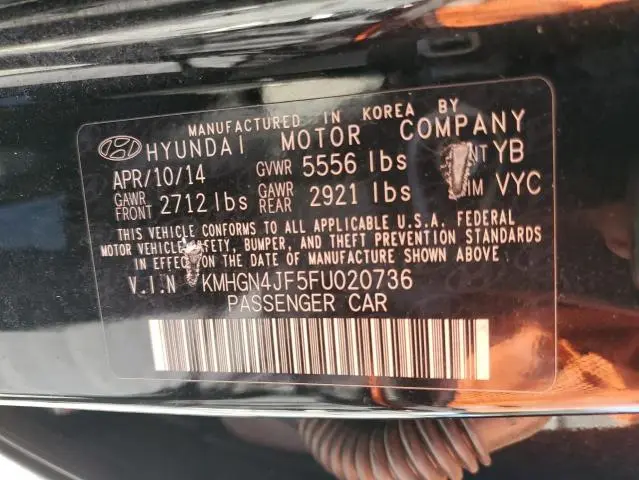 MANUFACTURED IN KOREA BY
HYUNDAI MOTOR COMPANY
APR/10/14 GVWR 5556 lbs NT YB
GAWR FRONT 2712 lbs GAWR REAR 2921 lbs IM VYC
THIS VEHICLE CONFORMS TO ALL APPLICABLE U.S.A. FEDERAL
MOTOR VEHICLE SAFETY, BUMPER, AND THEFT PREVENTION STANDARDS
IN EFFECT ON THE DATE OF MANUFACTURE SHOWN ABOVE
V.I.N KMHGN4JF5FU020736
PASSENGER CAR